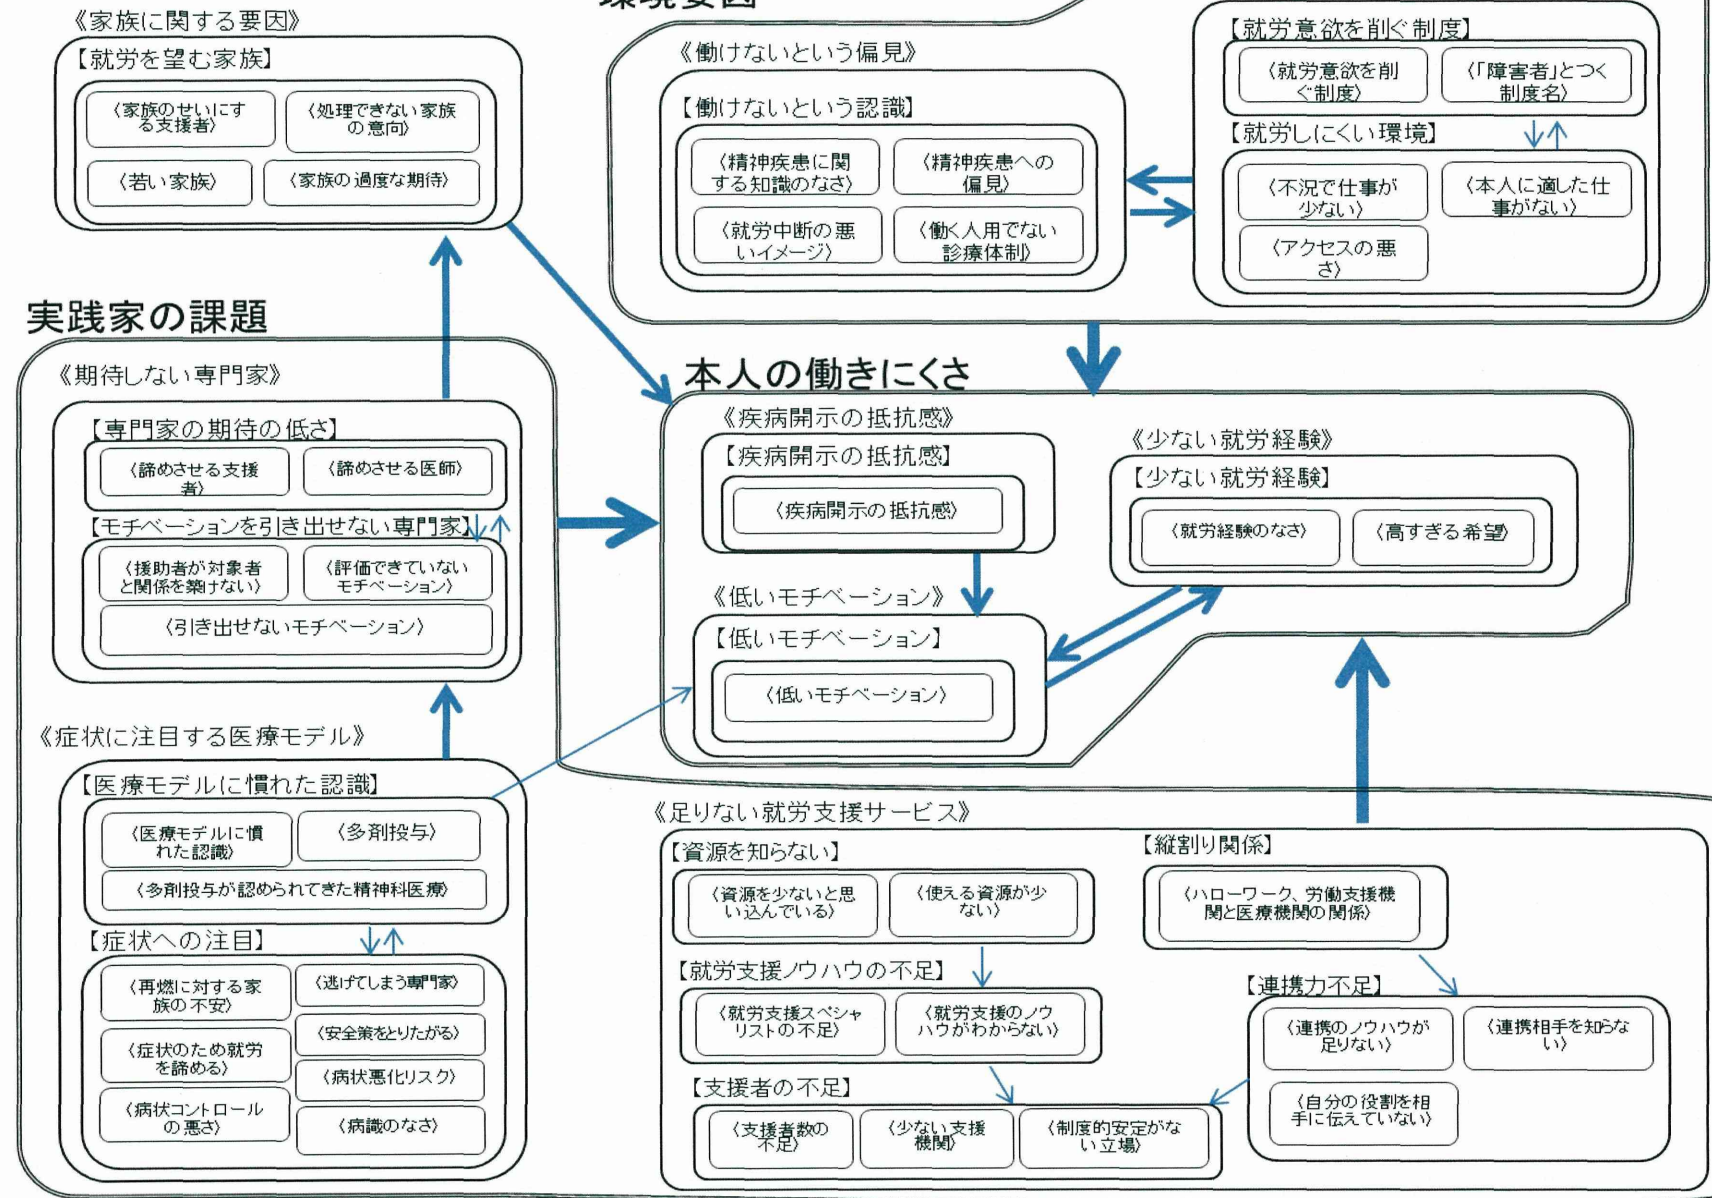 環境要因
《家族に関する要因》
【就労を望む家族】
〈家族のせいにす
る支援者〉
〈処理できない家族
の意向〉
〈若い家族〉
〈家族の過度な期待〉
《働けないという偏見》
【働けないという認識】
〈精神疾患に関
する知識のなさ〉
〈精神疾患への
偏見〉
〈就労中断の悪
いイメージ〉
〈働く人用でない
診療体制〉
【就労意欲を削ぐ制度】
〈就労意欲を削
ぐ制度〉
〈「障害者」とつく
制度名〉
【就労しにくい環境】
〈不況で仕事が
少ない〉
〈本人に適した仕
事がない〉
〈アクセスの悪
さ〉
実践家の課題
《期待しない専門家》
【専門家の期待の低さ】
〈諦めさせる支援
者〉
〈諦めさせる医師〉
【モチベーションを引き出せない専門家】
〈援助者が対象者
と関係を築けない〉
〈評価できていない
モチベーション〉
〈引き出せないモチベーション〉
《症状に注目する医療モデル》
【医療モデルに慣れた認識】
〈医療モデルに慣
れた認識〉
〈多剤投与〉
〈多剤投与が認められてきた精神科医療〉
【症状への注目】
〈再燃に対する家
族の不安〉
〈逃げてしまう専門家〉
〈症状のため就労
を諦める〉
〈安全策をとりたがる〉
〈病状悪化リスク〉
〈病状コントロール
の悪さ〉
〈病識のなさ〉
本人の働きにくさ
《疾病開示の抵抗感》
【疾病開示の抵抗感】
〈疾病開示の抵抗感〉
《少ない就労経験》
【少ない就労経験】
〈就労経験のなさ〉
〈高すぎる希望〉
《低いモチベーション》
【低いモチベーション】
〈低いモチベーション〉
《足りない就労支援サービス》
【資源を知らない】
〈資源を少ないと思
い込んでいる〉
〈使える資源が少
ない〉
【縦割り関係】
〈ハローワーク、労働支援機
関と医療機関の関係〉
【就労支援ノウハウの不足】
〈就労支援スペシャ
リストの不足〉
〈就労支援のノウ
ハウがわからない〉
【連携力不足】
〈連携のノウハウが
足りない〉
〈連携相手を知らな
い〉
〈自分の役割を相
手に伝えていない〉
【支援者の不足】
〈支援者数の
不足〉
〈少ない支援
機関〉
〈制度的安定がな
い立場〉